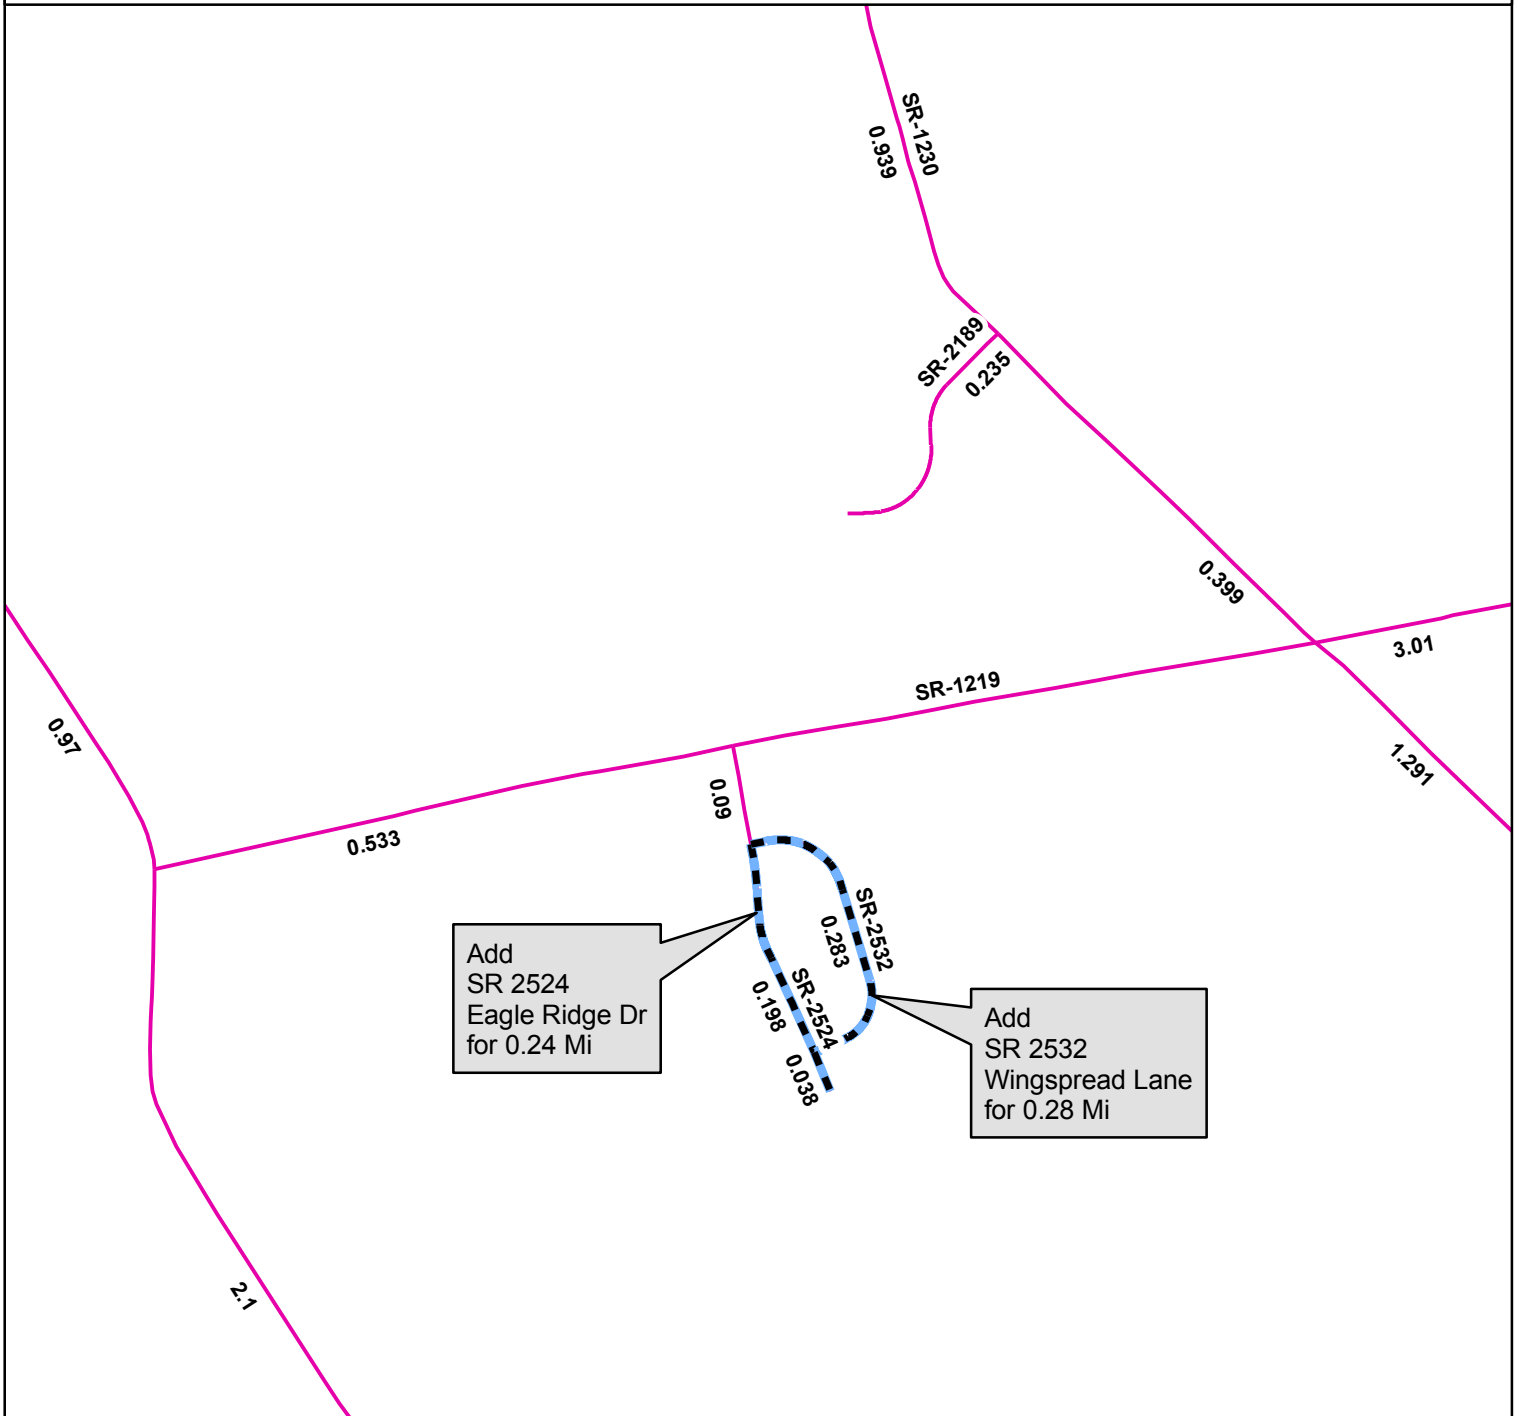 SR-1230
0.939
SR-2189
0.235
0.399
3.01
SR-1219
0.97
1.291
0.09
0.533
SR-2532
0.283
Add
SR 2524
Eagle Ridge Dr
for 0.24 Mi
SR-2524
0.198
0.038
Add
SR 2532
Wingspread Lane
for 0.28 Mi
2.1